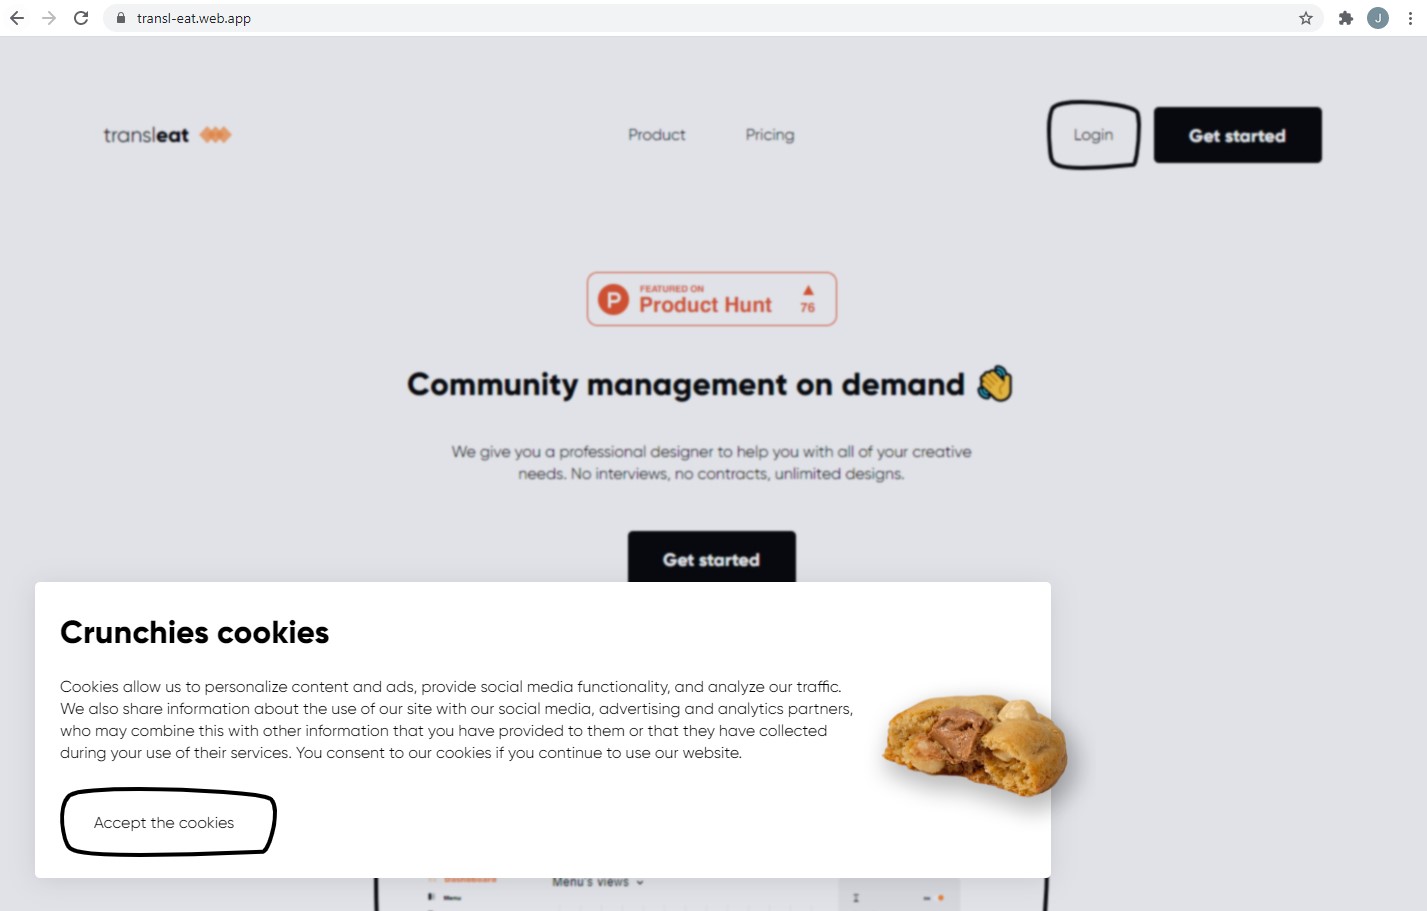 transl-eat.web.app
J
transleat
Product
Pricing
Login
Get started
P
FEATURED ON
Product Hunt
76
Community management on demand 👏
We give you a professional designer to help you with all of your creative
needs. No interviews, no contracts, unlimited designs.
Get started
Crunchies cookies
Cookies allow us to personalize content and ads, provide social media functionality, and analyze our traffic.
We also share information about the use of our site with our social media, advertising and analytics partners,
who may combine this with other information that you have provided to them or that they have collected
during your use of their services. You consent to our cookies if you continue to use our website.
Accept the cookies
Dashboard
Menu's views
Menu